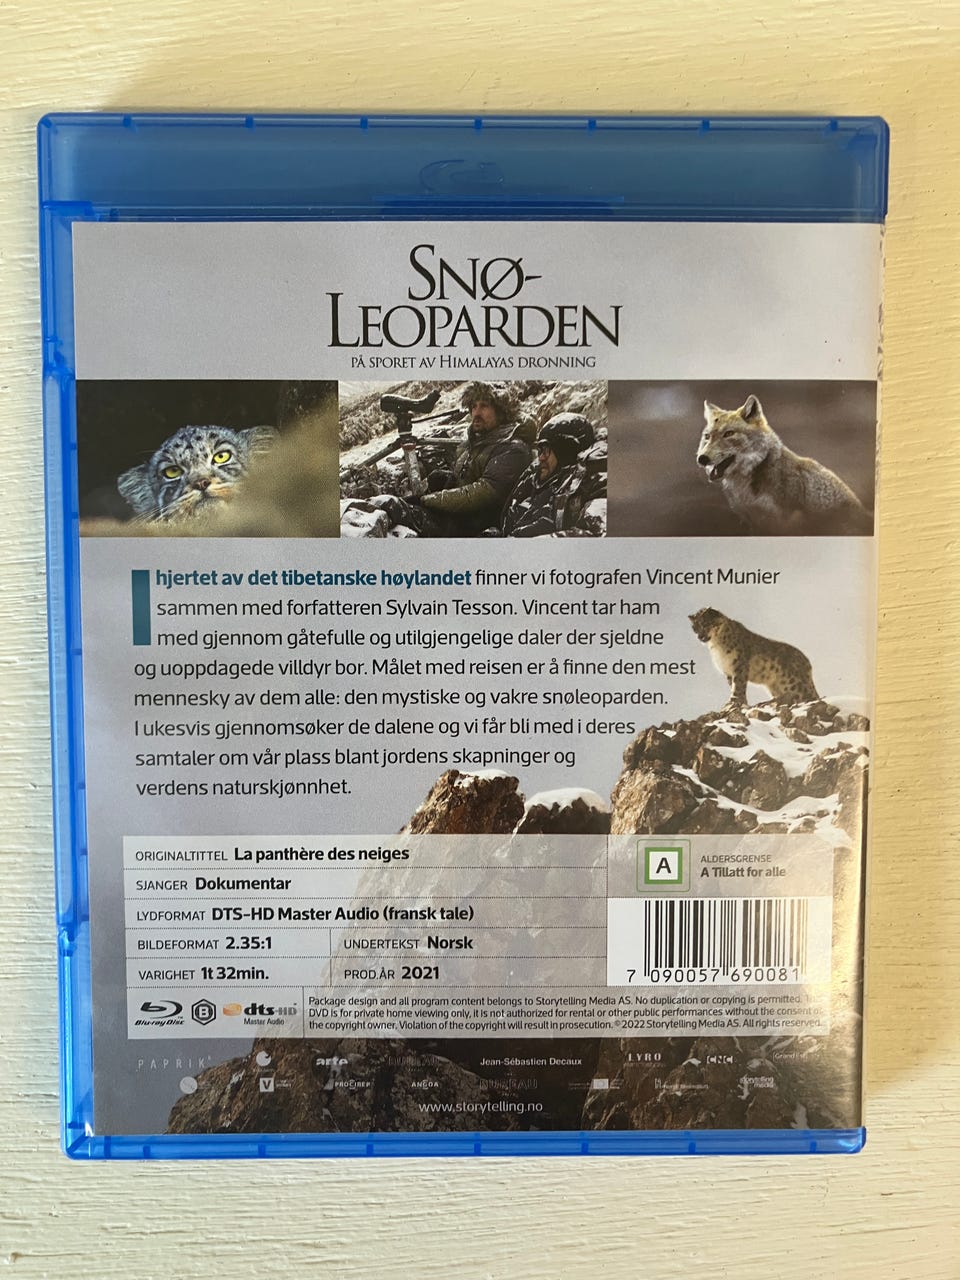 SNØ-
LEOPARDEN
PÅ SPORET AV HIMALAYAS DRONNING
I hjertet av det tibetanske høylandet finner vi fotografen Vincent Munier
sammen med forfatteren Sylvain Tesson. Vincent tar ham
med gjennom gåtefulle og utilgjengelige daler der sjeldne
og uoppdagede villdyr bor. Målet med reisen er å finne den mest
mennesky av dem alle: den mystiske og vakre snøleoparden.
I ukesvis gjennomsøker de dalene og vi får bli med i deres
samtaler om vår plass blant jordens skapninger og
verdens naturskjønnhet.
ORIGINALTITTEL La panthère des neiges
SJANGER Dokumentar
LYDFORMAT DTS-HD Master Audio (fransk tale)
BILDEFORMAT 2.35:1 UNDERTEKST Norsk
VARIGHET 1t 32min. PROD.ÅR 2021
A ALDERSGRENSE
A Tillatt for alle
7 090057 690081
Blu-ray Disc B dts-HD Master Audio
Package design and all program content belongs to Storytelling Media AS. No duplication or copying is permitted. This
DVD is for private home viewing only, it is not authorized for rental or other public performances without the consent of
the copyright owner. Violation of the copyright will result in prosecution. ©2022 Storytelling Media AS. All rights reserved.
PAPRIKA arte BUREAU Jean-Sébastien Decaux LYRO CNC Grand Est
V PROCIREP ANGOA BUREAU storytelling media
www.storytelling.no